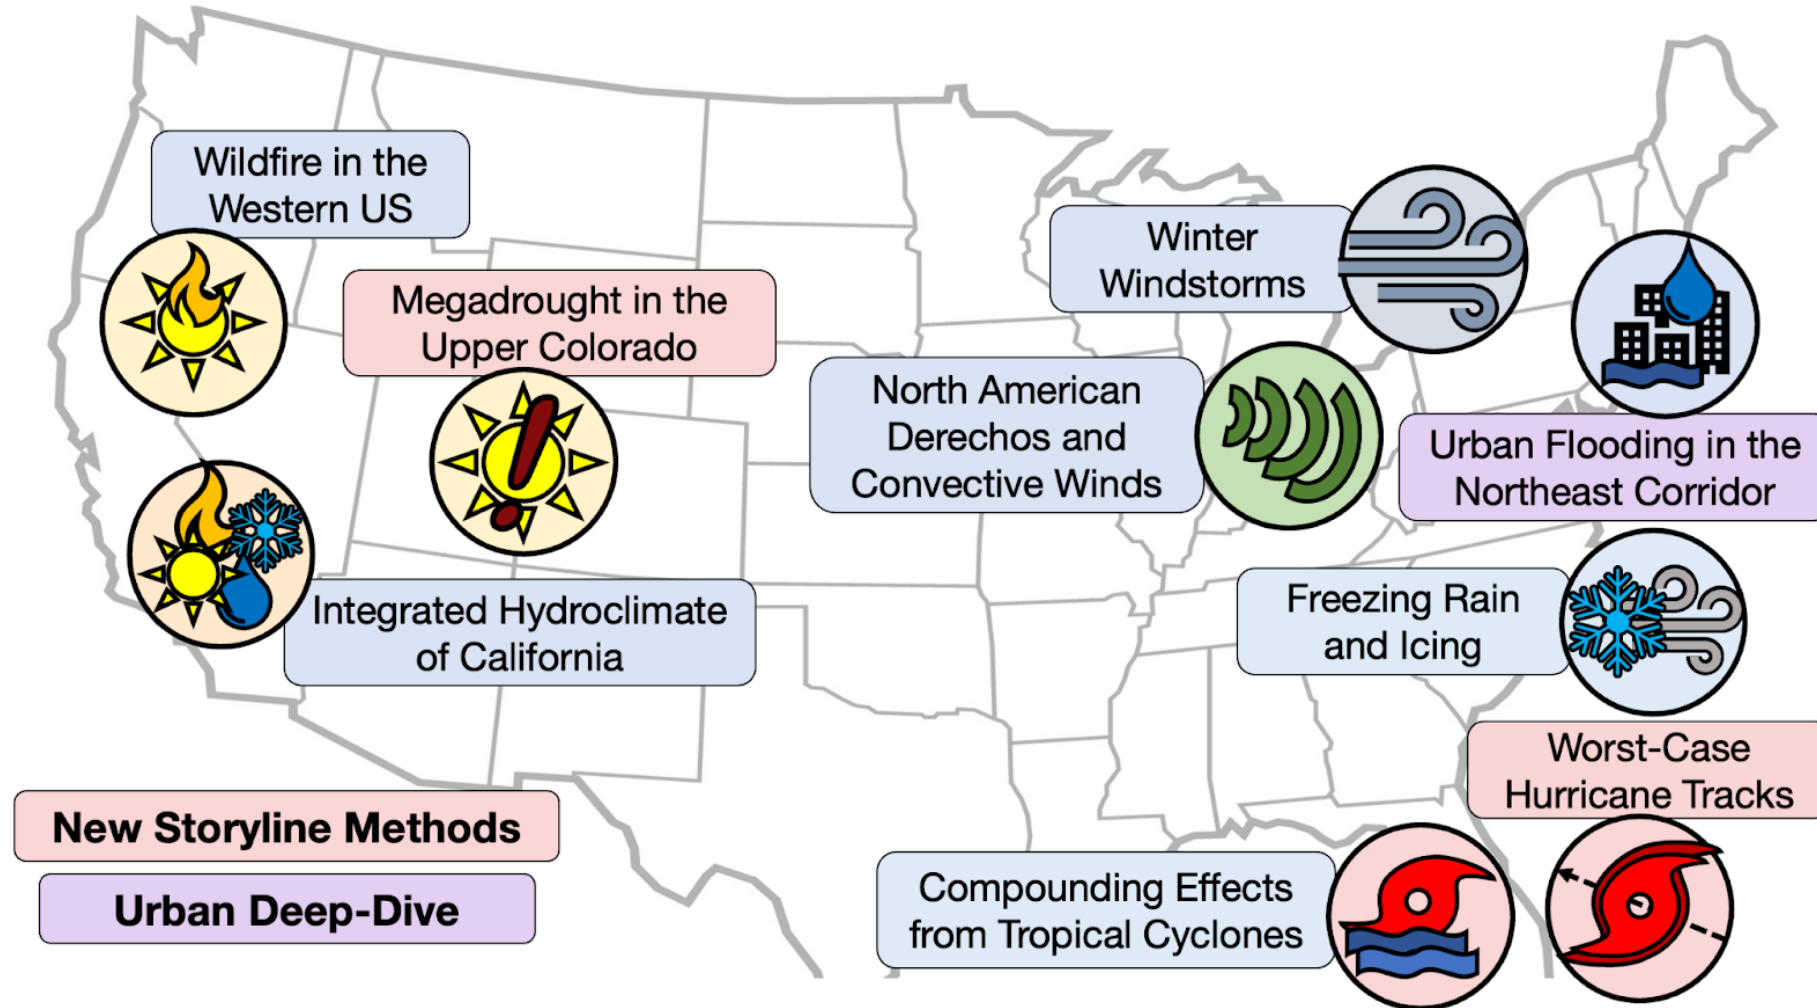 Wildfire in the
Western US
Megadrought in the
Upper Colorado
Integrated Hydroclimate
of California
Winter
Windstorms
North American
Derechos and
Convective Winds
Urban Flooding in the
Northeast Corridor
Freezing Rain
and Icing
Worst-Case
Hurricane Tracks
Compounding Effects
from Tropical Cyclones
New Storyline Methods
Urban Deep-Dive